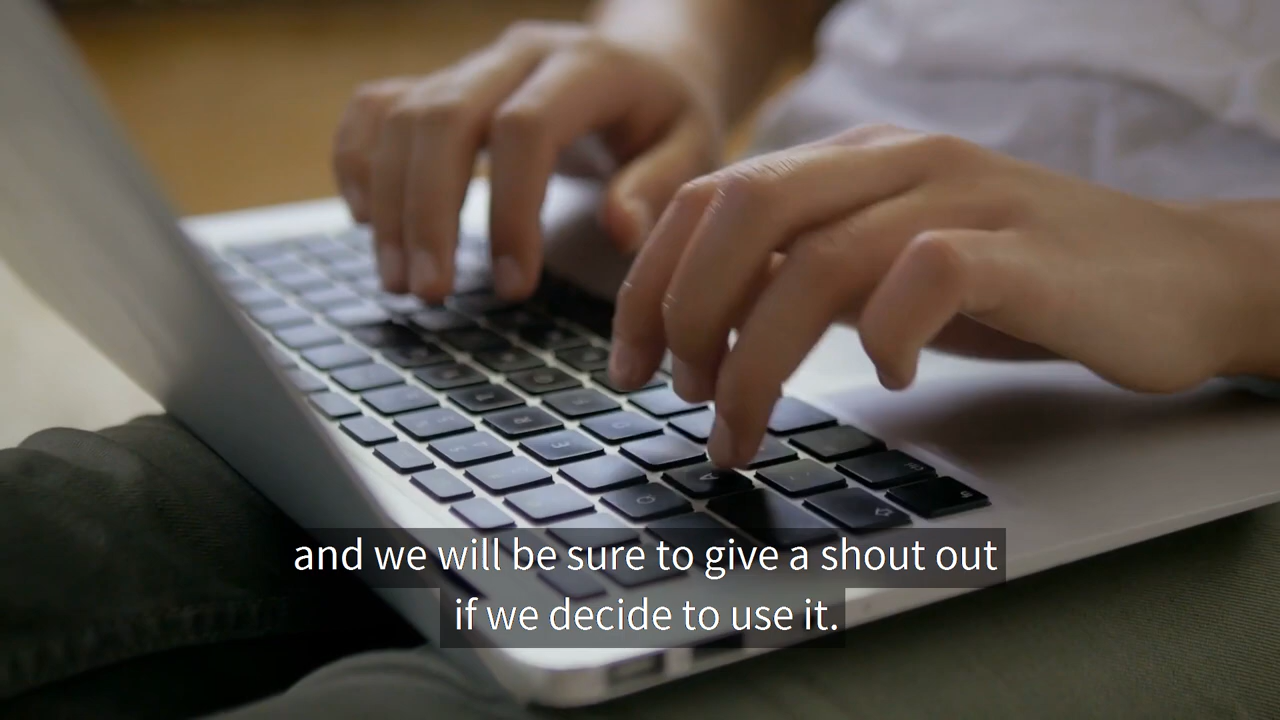 and we will be sure to give a shout out
if we decide to use it.